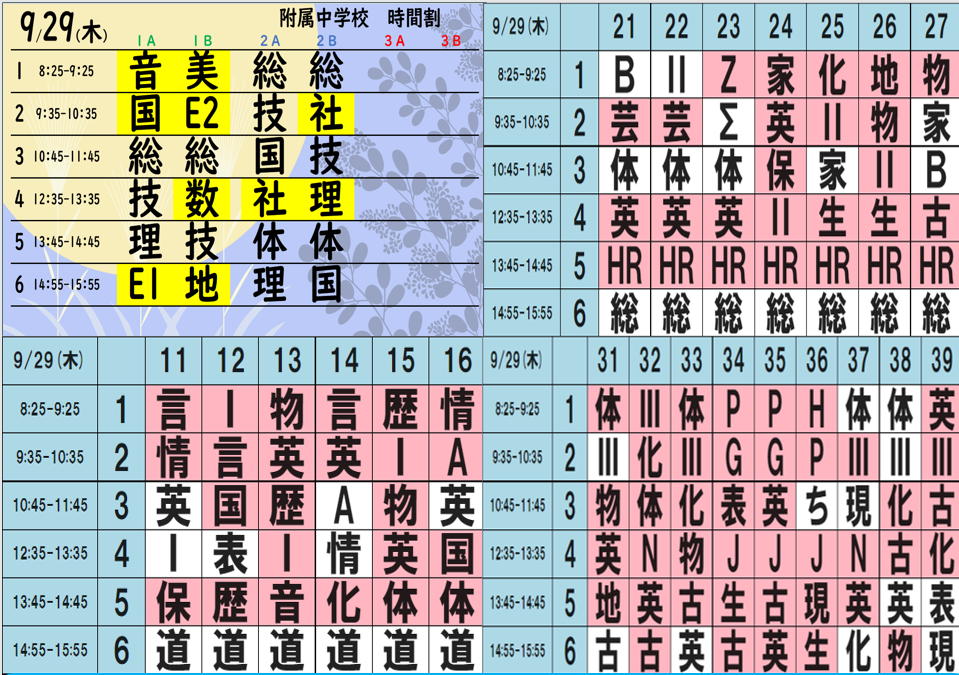 9/29(木) 附属中学校 時間割
1A 1B 2A 2B 3A 3B
1 8:25-9:25 音 美 総 総
2 9:35-10:35 国 E2 技 社
3 10:45-11:45 総 総 国 技
4 12:35-13:35 技 数 社 理
5 13:45-14:45 理 技 体 体
6 14:55-15:55 E1 地 理 国
9/29(木) 21 22 23 24 25 26 27
8:25-9:25 1 B II Z 家 化 地 物
9:35-10:35 2 芸 芸 Σ 英 II 物 家
10:45-11:45 3 体 体 体 保 家 II B
12:35-13:35 4 英 英 英 II 生 生 古
13:45-14:45 5 HR HR HR HR HR HR HR
14:55-15:55 6 総 総 総 総 総 総 総
9/29(木) 11 12 13 14 15 16
8:25-9:25 1 言 I 物 言 歴 情
9:35-10:35 2 情 言 英 英 I A
10:45-11:45 3 英 国 歴 A 物 英
12:35-13:35 4 I 表 I 情 英 国
13:45-14:45 5 保 歴 音 化 体 体
14:55-15:55 6 道 道 道 道 道 道
9/29(木) 31 32 33 34 35 36 37 38 39
8:25-9:25 1 体 III 体 P P H 体 体 英
9:35-10:35 2 III 化 III G G P III III III
10:45-11:45 3 物 体 化 表 英 ち 現 化 古
12:35-13:35 4 英 N 物 J J J N 古 化
13:45-14:45 5 地 英 古 生 古 現 英 英 表
14:55-15:55 6 古 古 英 古 英 生 化 物 現